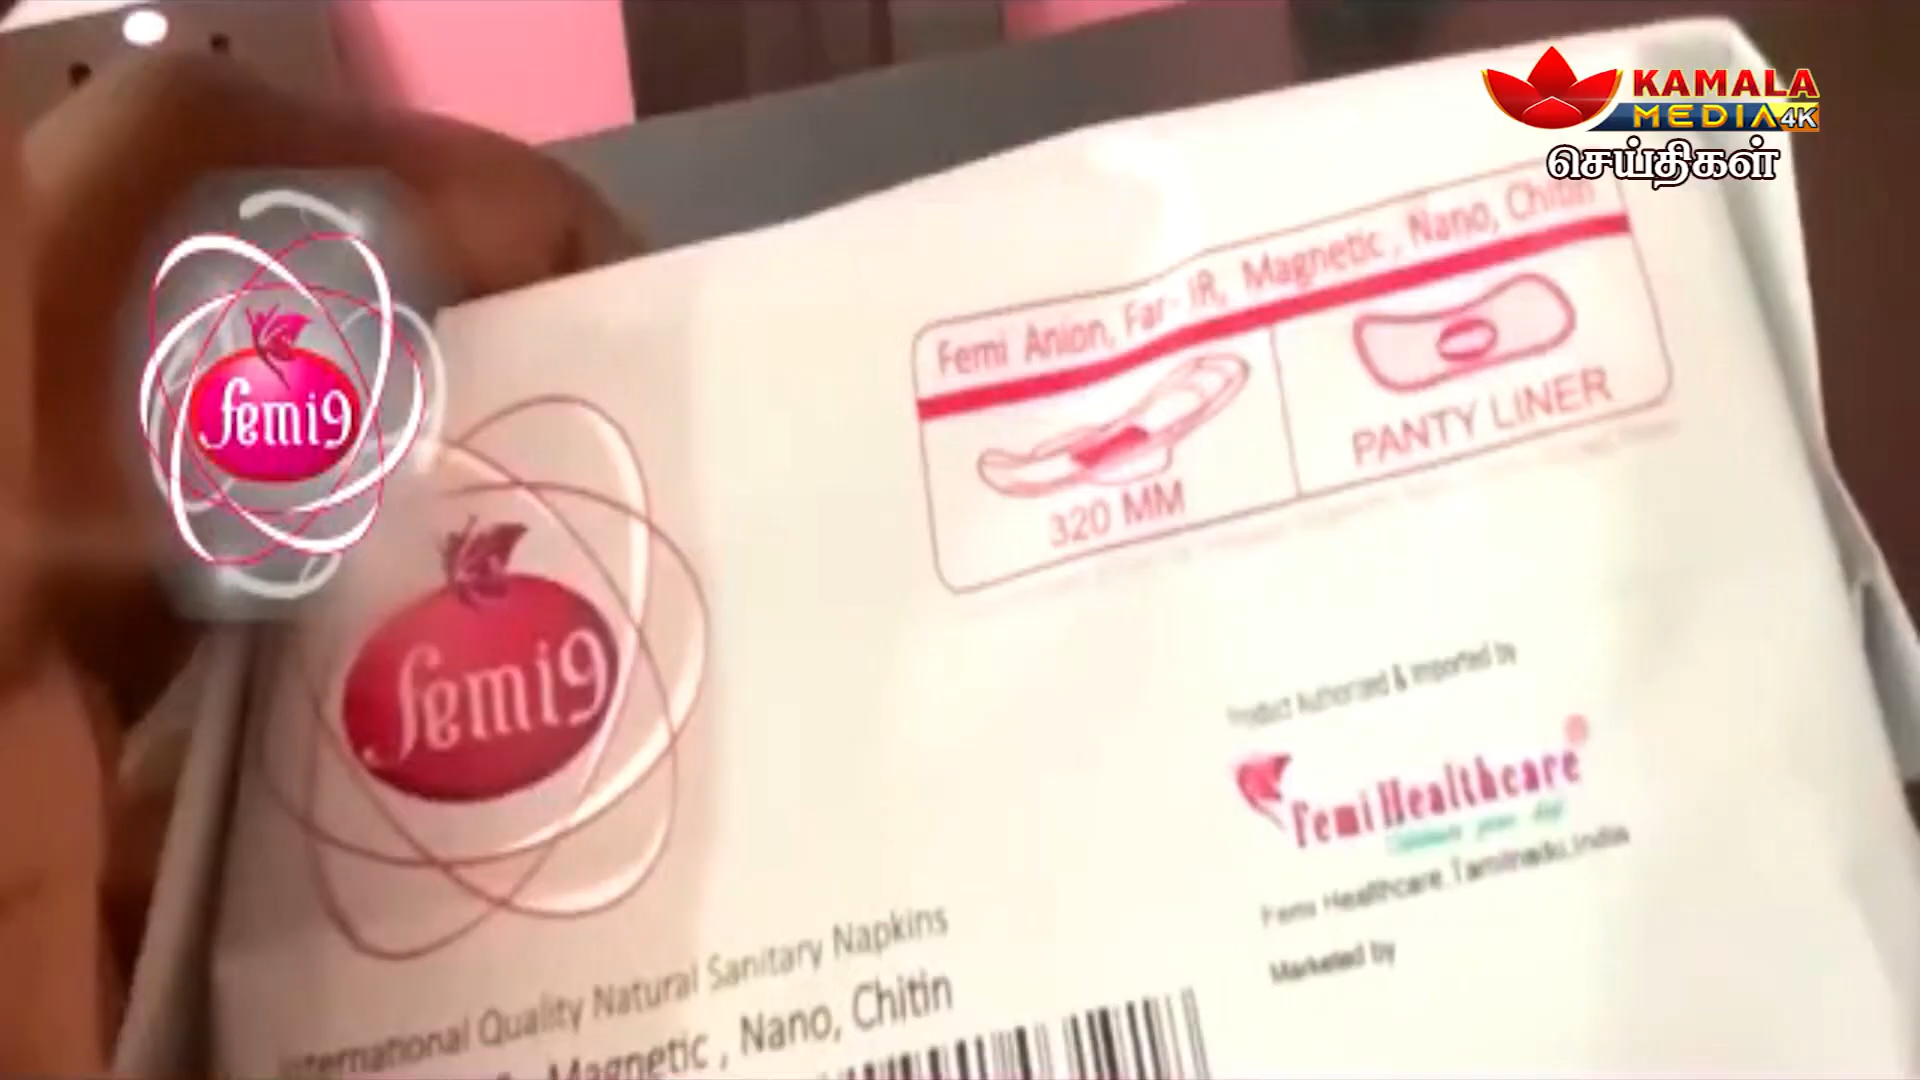 KAMALA
MEDIA 4K
செய்திகள்
femi9
Femi Anion, Far-IR, Magnetic, Nano, Chitin
320 MM
PANTY LINER
femi9
Product Authorized & Imported by
Femi Healthcare®
Femi Healthcare, Tamilnadu, India
Marketed by
International Quality Natural Sanitary Napkins
Magnetic, Nano, Chitin